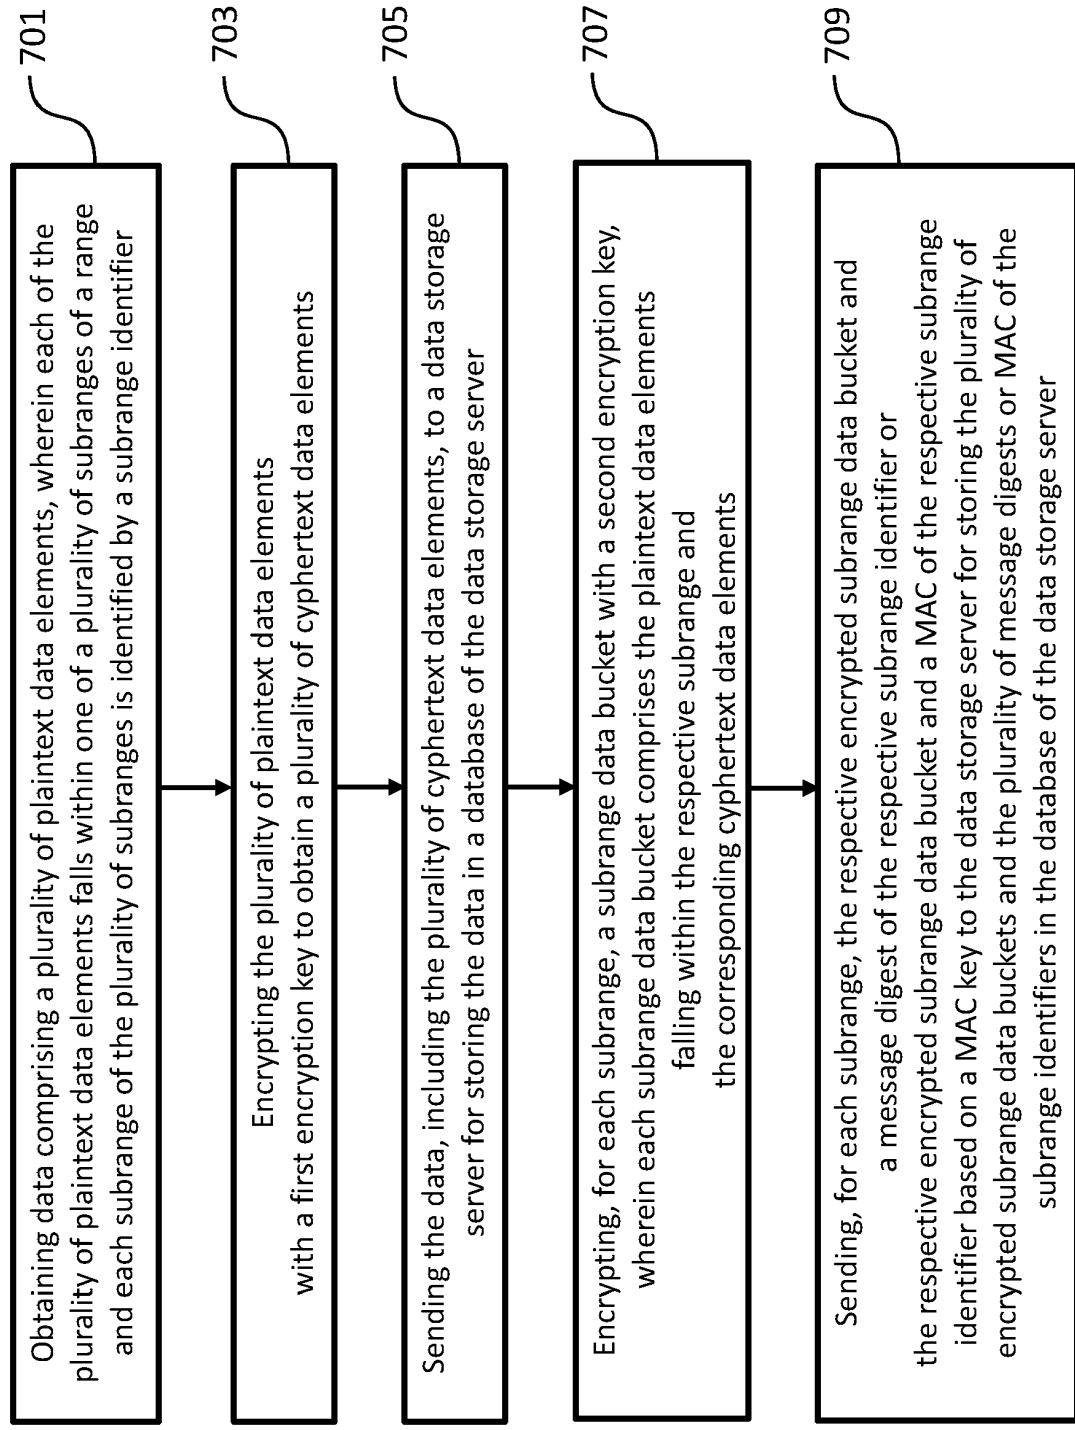 701
Obtaining data comprising a plurality of plaintext data elements, wherein each of the
plurality of plaintext data elements falls within one of a plurality of subranges of a range
and each subrange of the plurality of subranges is identified by a subrange identifier
703
Encrypting the plurality of plaintext data elements
with a first encryption key to obtain a plurality of cyphertext data elements
705
Sending the data, including the plurality of cyphertext data elements, to a data storage
server for storing the data in a database of the data storage server
707
Encrypting, for each subrange, a subrange data bucket with a second encryption key,
wherein each subrange data bucket comprises the plaintext data elements
falling within the respective subrange and
the corresponding cyphertext data elements
709
Sending, for each subrange, the respective encrypted subrange data bucket and
a message digest of the respective subrange identifier or
the respective encrypted subrange data bucket and a MAC of the respective subrange
identifier based on a MAC key to the data storage server for storing the plurality of
encrypted subrange data buckets and the plurality of message digests or MAC of the
subrange identifiers in the database of the data storage server